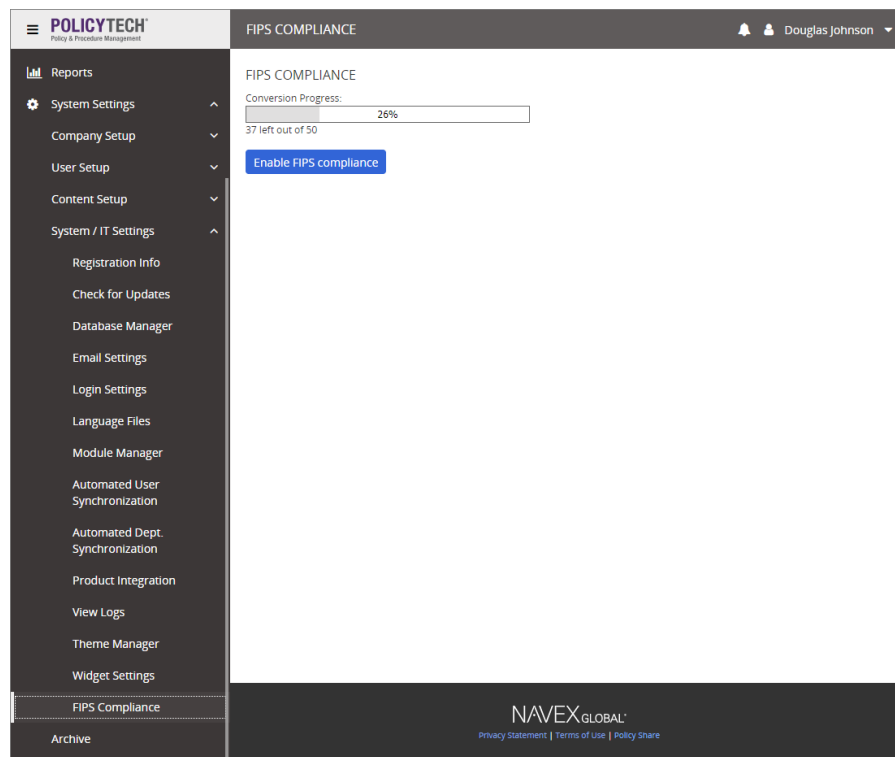 POLICYTECH®
Policy & Procedure Management
FIPS COMPLIANCE
Douglas Johnson
Reports
System Settings
Company Setup
User Setup
Content Setup
System / IT Settings
Registration Info
Check for Updates
Database Manager
Email Settings
Login Settings
Language Files
Module Manager
Automated User
Synchronization
Automated Dept.
Synchronization
Product Integration
View Logs
Theme Manager
Widget Settings
FIPS Compliance
Archive
FIPS COMPLIANCE
Conversion Progress:
26%
37 left out of 50
Enable FIPS compliance
NAVEX GLOBAL®
Privacy Statement | Terms of Use | Policy Share